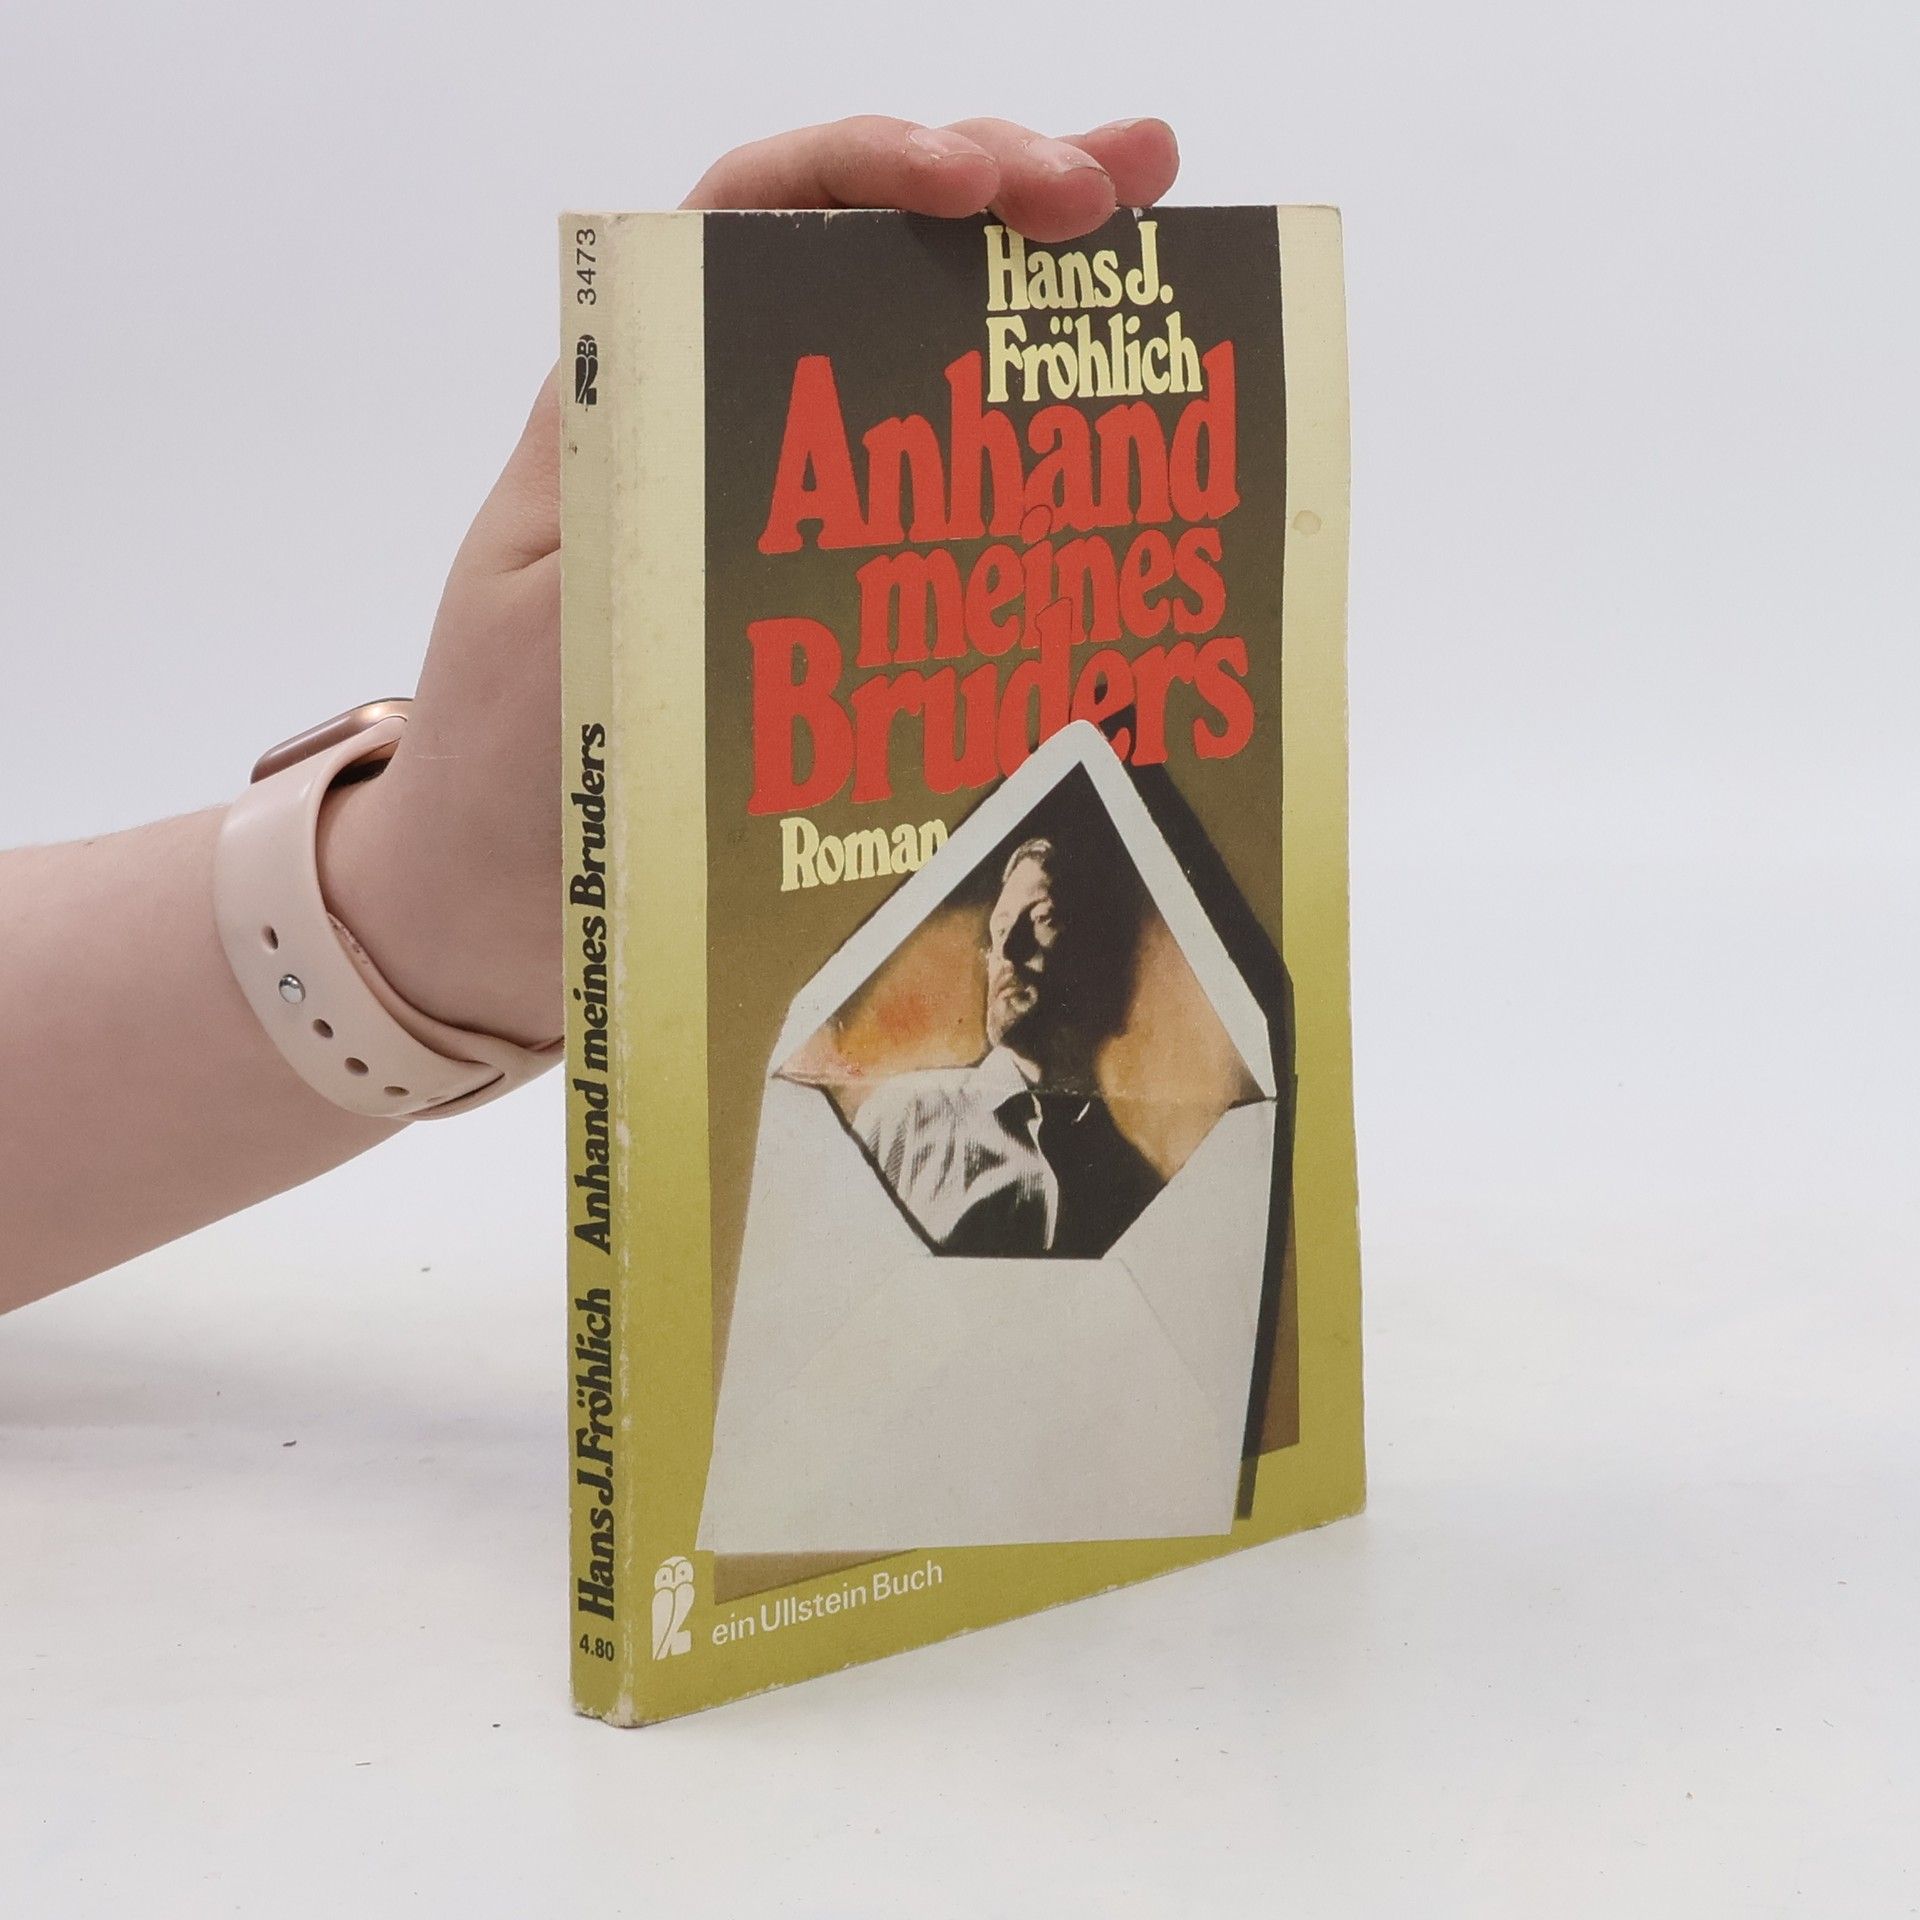 Hans J.
Fröhlich
Anhand
meines
Bruders
Roman
ein Ullstein Buch
3473
Hans J. Fröhlich Anhand meines Bruders
4.80